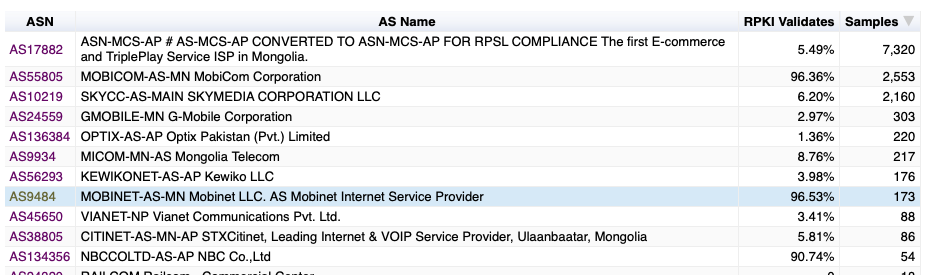 ASN AS Name RPKI Validates Samples
AS17882 ASN-MCS-AP # AS-MCS-AP CONVERTED TO ASN-MCS-AP FOR RPSL COMPLIANCE The first E-commerce and TriplePlay Service ISP in Mongolia. 5.49% 7,320
AS55805 MOBICOM-AS-MN MobiCom Corporation 96.36% 2,553
AS10219 SKYCC-AS-MAIN SKYMEDIA CORPORATION LLC 6.20% 2,160
AS24559 GMOBILE-MN G-Mobile Corporation 2.97% 303
AS136384 OPTIX-AS-AP Optix Pakistan (Pvt.) Limited 1.36% 220
AS9934 MICOM-MN-AS Mongolia Telecom 8.76% 217
AS56293 KEWIKONET-AS-AP Kewiko LLC 3.98% 176
AS9484 MOBINET-AS-MN Mobinet LLC. AS Mobinet Internet Service Provider 96.53% 173
AS45650 VIANET-NP Vianet Communications Pvt. Ltd. 3.41% 88
AS38805 CITINET-AS-MN-AP STXCitinet, Leading Internet & VOIP Service Provider, Ulaanbaatar, Mongolia 5.81% 86
AS134356 NBCCOLTD-AS-AP NBC Co.,Ltd 90.74% 54